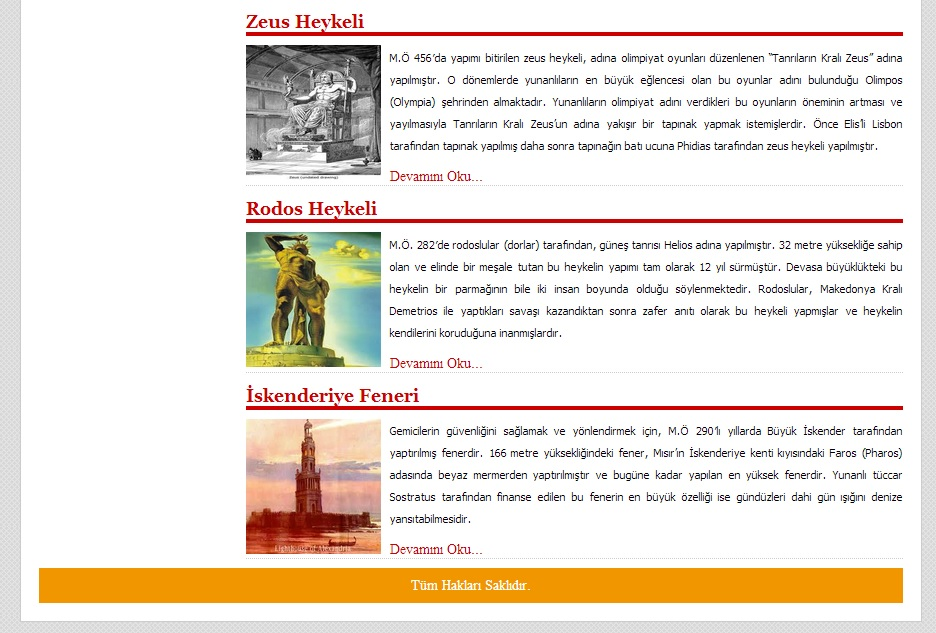 Zeus Heykeli
M.Ö 456’da yapımı bitirilen zeus heykeli, adına olimpiyat oyunları düzenlenen “Tanrıların Kralı Zeus” adına
yapılmıştır. O dönemlerde yunanlıların en büyük eğlencesi olan bu oyunlar adını bulunduğu Olimpos
(Olympia) şehrinden almaktadır. Yunanlıların olimpiyat adını verdikleri bu oyunların öneminin artması ve
yayılmasıyla Tanrıların Kralı Zeus’un adına yakışır bir tapınak yapmak istemişlerdir. Önce Elis’li Lisbon
tarafından tapınak yapılmış daha sonra tapınağın batı ucuna Phidias tarafından zeus heykeli yapılmıştır.
Devamını Oku...
Rodos Heykeli
M.Ö. 282’de rodoslular (dorlar) tarafından, güneş tanrısı Helios adına yapılmıştır. 32 metre yüksekliğe sahip
olan ve elinde bir meşale tutan bu heykelin yapımı tam olarak 12 yıl sürmüştür. Devasa büyüklükteki bu
heykelin bir parmağının bile iki insan boyunda olduğu söylenmektedir. Rodoslular, Makedonya Kralı
Demetrios ile yaptıkları savaşı kazandıktan sonra zafer anıtı olarak bu heykeli yapmışlar ve heykelin
kendilerini koruduğuna inanmışlardır.
Devamını Oku...
İskenderiye Feneri
Gemicilerin güvenliğini sağlamak ve yönlendirmek için, M.Ö 290’lı yıllarda Büyük İskender tarafından
yaptırılmış fenerdir. 166 metre yüksekliğindeki fener, Mısır’ın İskenderiye kenti kıyısındaki Faros (Pharos)
adasında beyaz mermerden yaptırılmıştır ve bugüne kadar yapılan en yüksek fenerdir. Yunanlı tüccar
Sostratus tarafından finanse edilen bu fenerin en büyük özelliği ise gündüzleri dahi gün ışığını denize
yansıtabilmesidir.
Lighthouse of Alexandria
Devamını Oku...
Tüm Hakları Saklıdır.